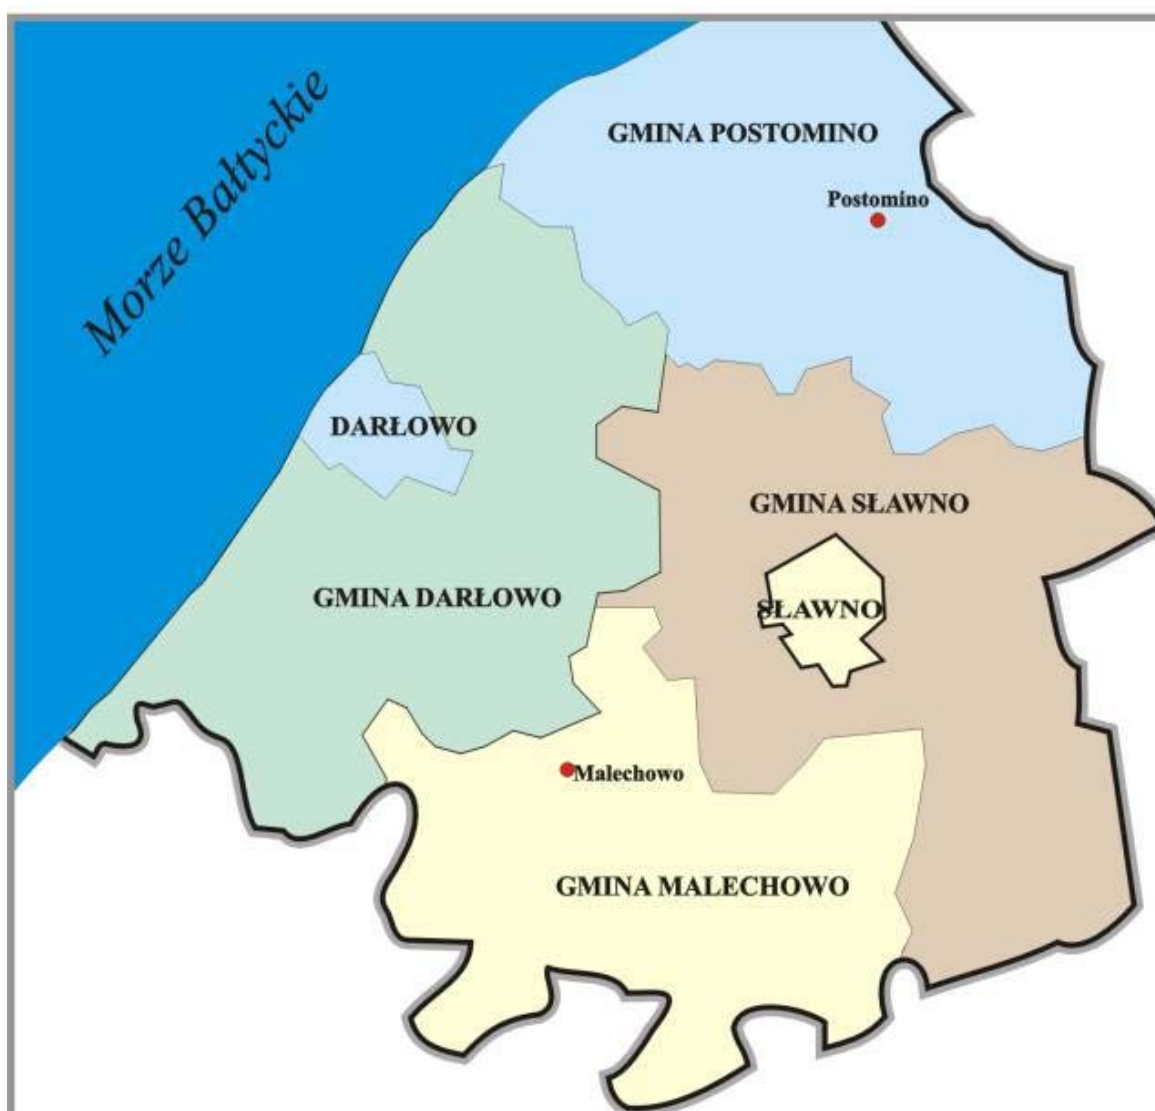 Morze Bałtyckie
GMINA POSTOMINO
Postomino
DARŁOWO
GMINA SŁAWNO
GMINA DARŁOWO
SŁAWNO
Malechowo
GMINA MALECHOWO